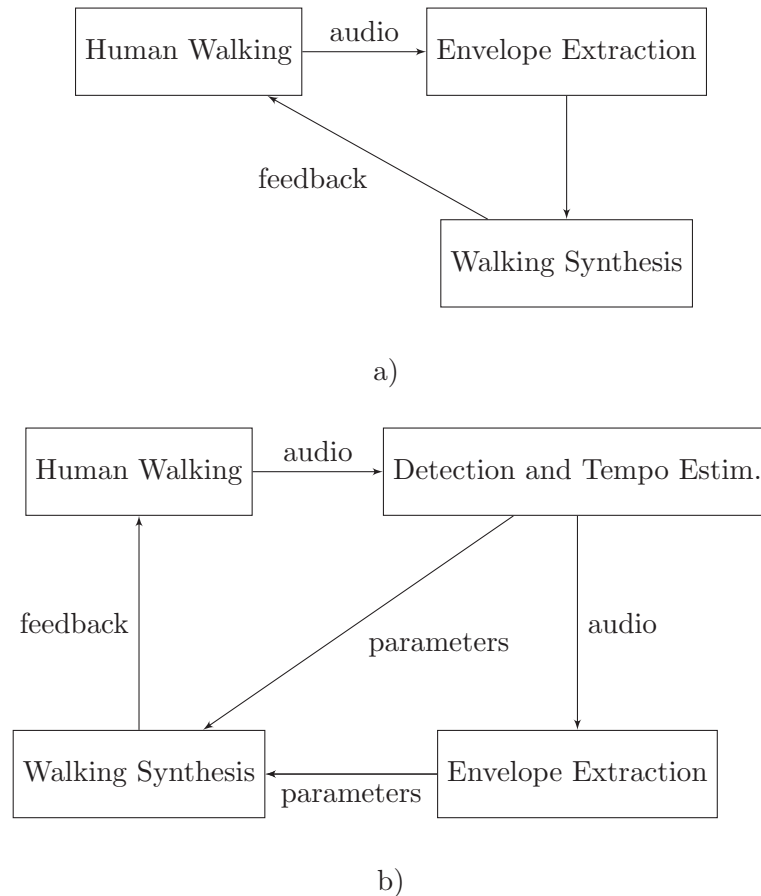 Human Walking
audio
Envelope Extraction
feedback
Walking Synthesis
a)
Human Walking
audio
Detection and Tempo Estim.
feedback
parameters
audio
Walking Synthesis
parameters
Envelope Extraction
b)